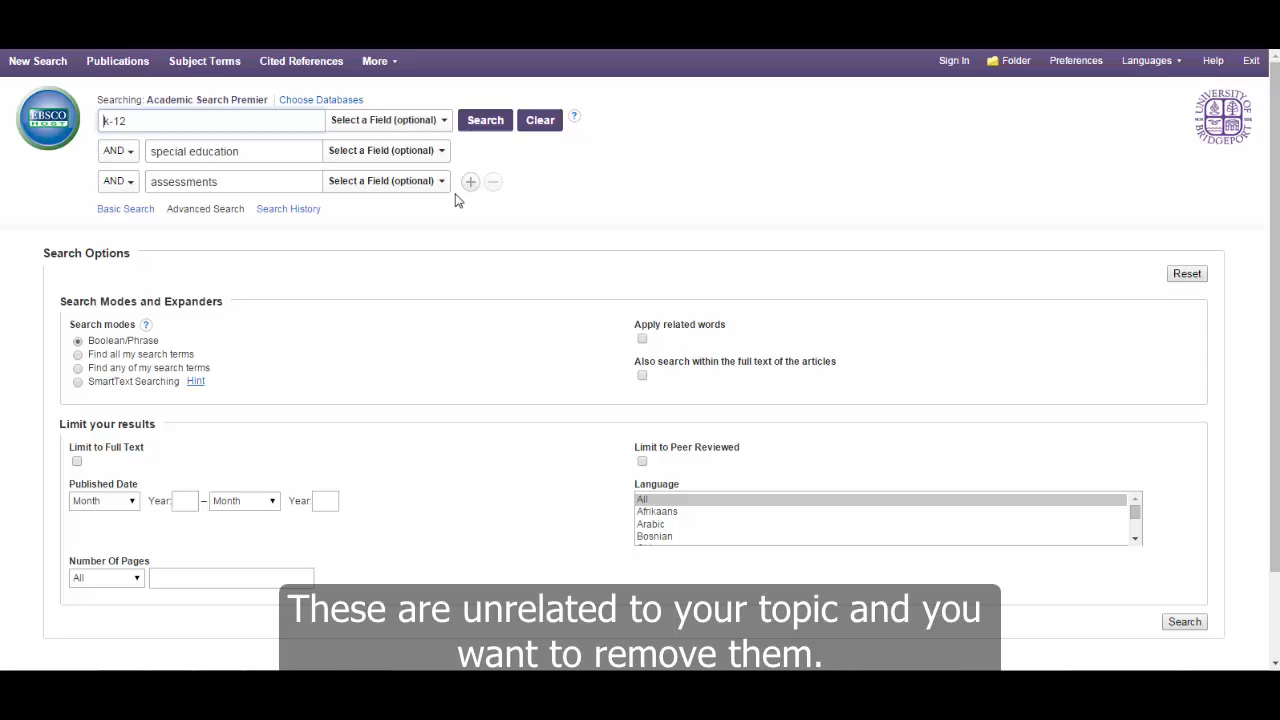 New Search Publications Subject Terms Cited References More Sign In Folder Preferences Languages Help Exit
EBSCO HOST
Searching: Academic Search Premier Choose Databases
k-12 Select a Field (optional) Search Clear ?
AND special education Select a Field (optional)
AND assessments Select a Field (optional)
Basic Search Advanced Search Search History
UNIVERSITY OF BRIDGEPORT
Search Options
Reset
Search Modes and Expanders
Search modes ?
Boolean/Phrase
Find all my search terms
Find any of my search terms
SmartText Searching Hint
Apply related words
Also search within the full text of the articles
Limit your results
Limit to Full Text
Published Date
Month Year: – Month Year:
Number Of Pages
All
Limit to Peer Reviewed
Language
All
Afrikaans
Arabic
Bosnian
Search
These are unrelated to your topic and you
want to remove them.